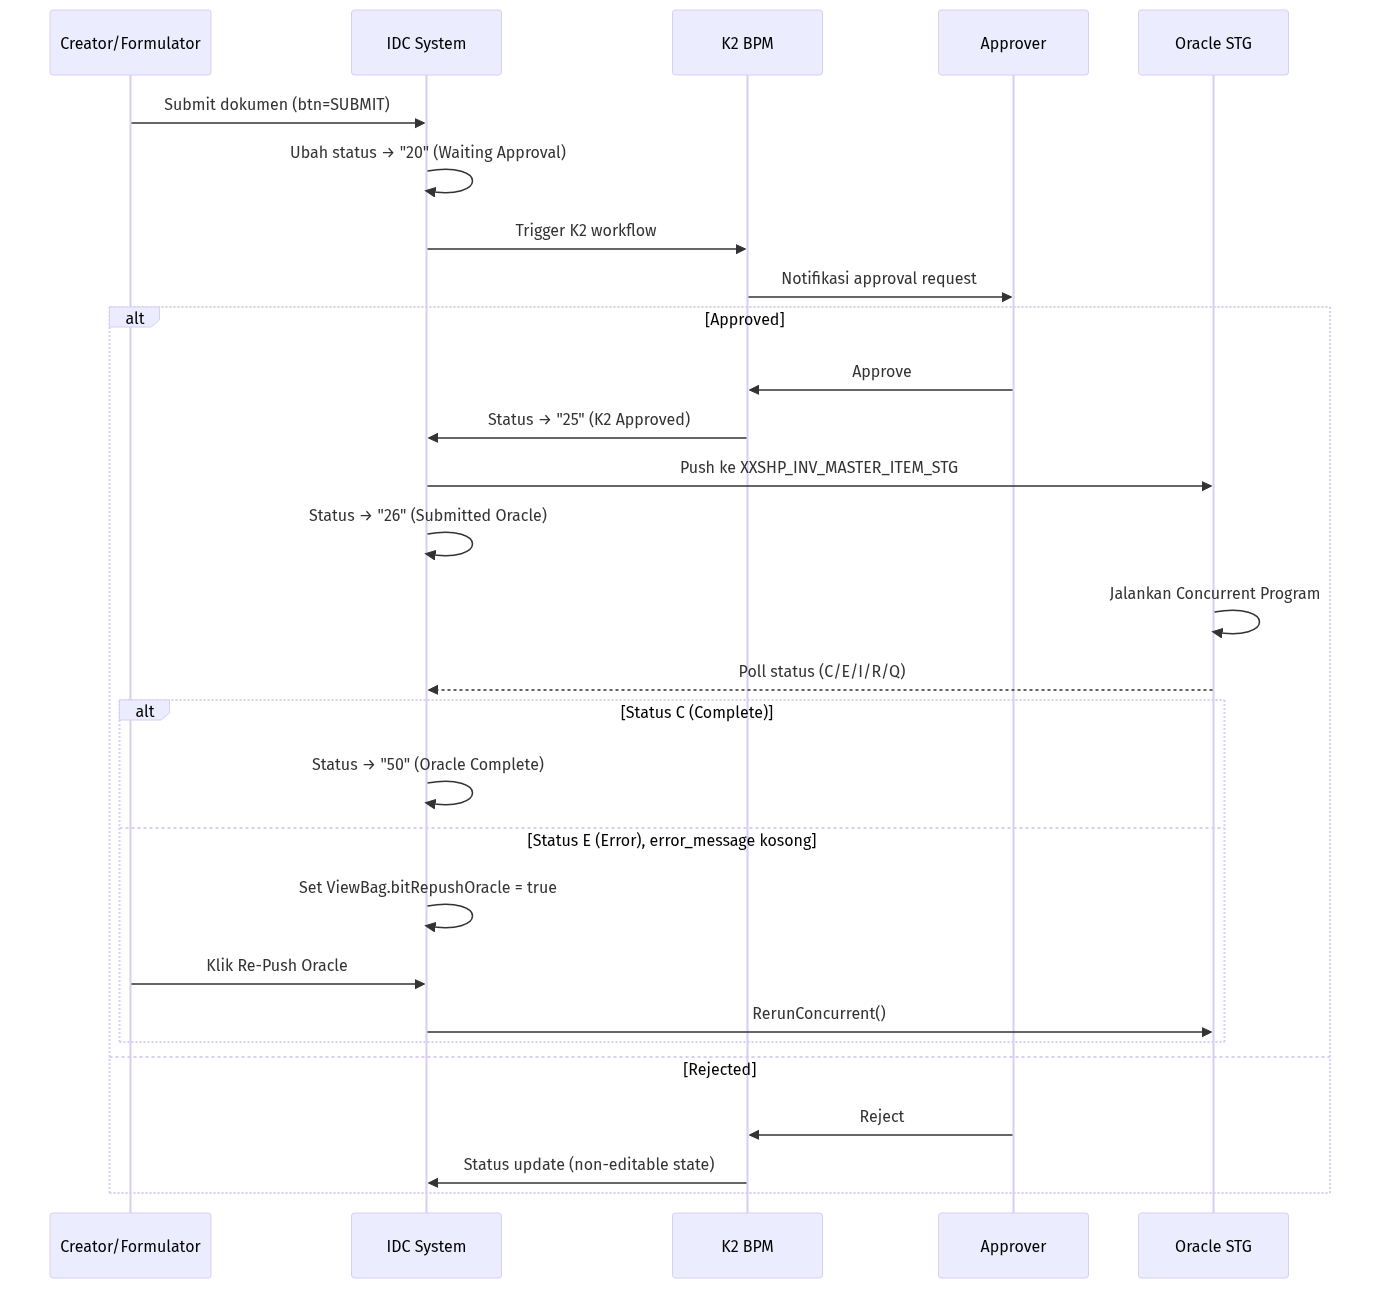 Creator/Formulator
IDC System
K2 BPM
Approver
Oracle STG
Submit dokumen (btn=SUBMIT)
Ubah status → "20" (Waiting Approval)
Trigger K2 workflow
Notifikasi approval request
alt
[Approved]
Approve
Status → "25" (K2 Approved)
Push ke XXSHP_INV_MASTER_ITEM_STG
Status → "26" (Submitted Oracle)
Jalankan Concurrent Program
Poll status (C/E/I/R/Q)
alt
[Status C (Complete)]
Status → "50" (Oracle Complete)
[Status E (Error), error_message kosong]
Set ViewBag.bitRepushOracle = true
Klik Re-Push Oracle
RerunConcurrent()
[Rejected]
Reject
Status update (non-editable state)
Creator/Formulator
IDC System
K2 BPM
Approver
Oracle STG